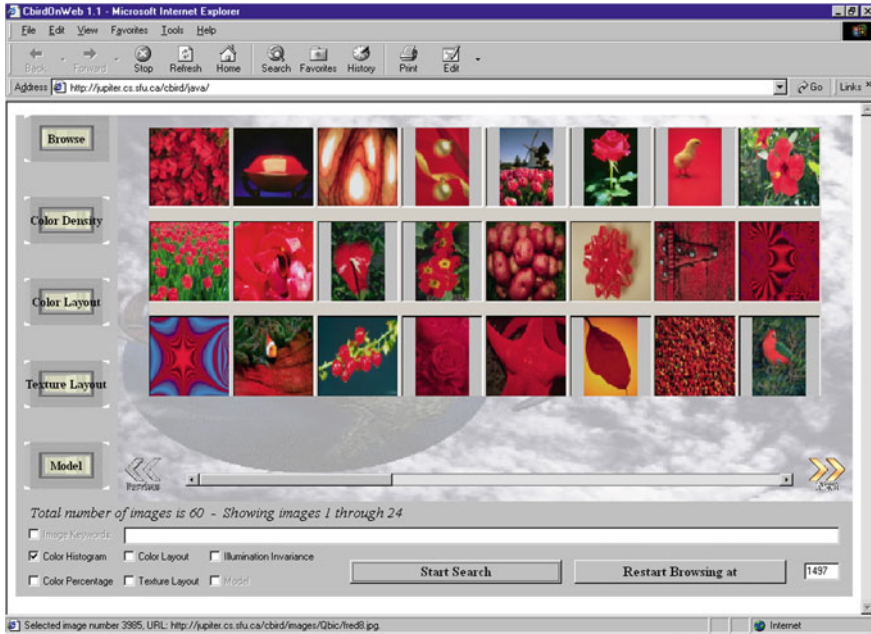 CbirdOnWeb 1.1 - Microsoft Internet Explorer
File Edit View Favorites Tools Help
Back Forward Stop Refresh Home Search Favorites History Print Edit
Address http://jupiter.cs.sfu.ca/cbird/java/ Go Links
Browse
Color Density
Color Layout
Texture Layout
Model
Previous Next
Total number of images is 60 - Showing images 1 through 24
Image Keywords:
Color Histogram Color Layout Illumination Invariance
Color Percentage Texture Layout Model
Start Search Restart Browsing at 1497
Selected image number 3985, URL: http://jupiter.cs.sfu.ca/cbird/images/Qbic/fred8.jpg. Internet